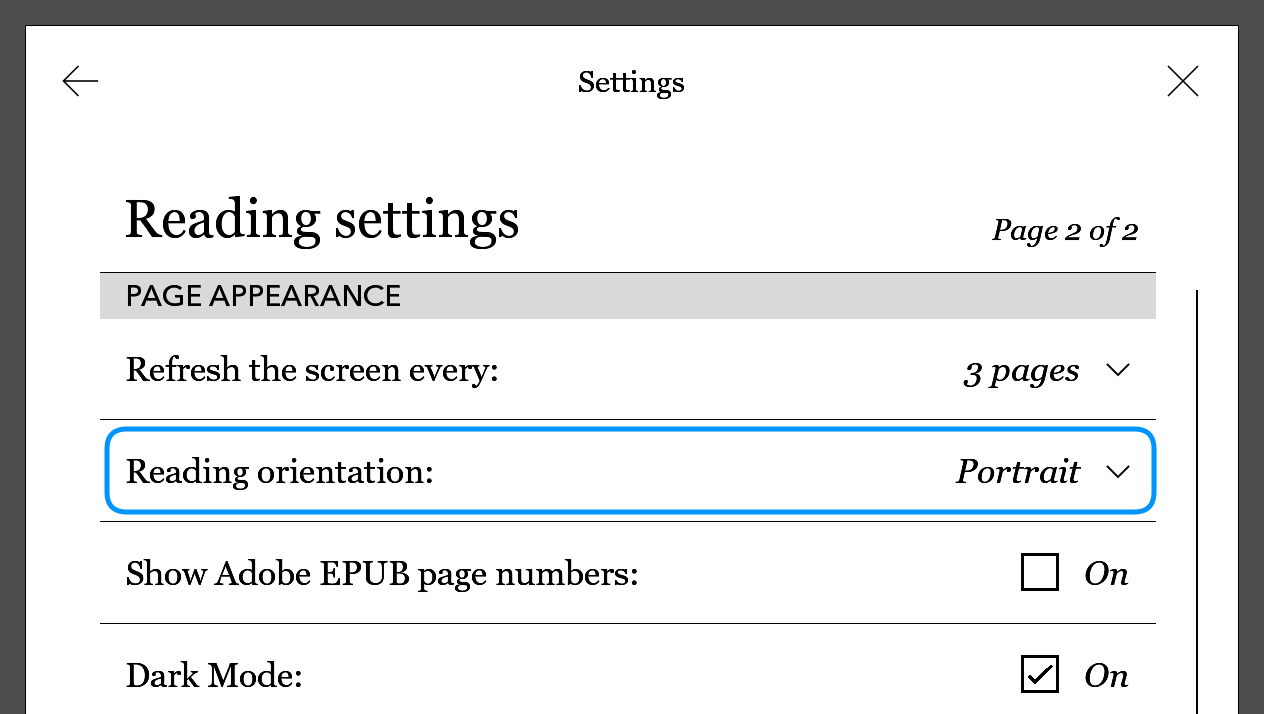 Settings
Reading settings
Page 2 of 2
PAGE APPEARANCE
Refresh the screen every: 3 pages
Reading orientation: Portrait
Show Adobe EPUB page numbers: On
Dark Mode: On